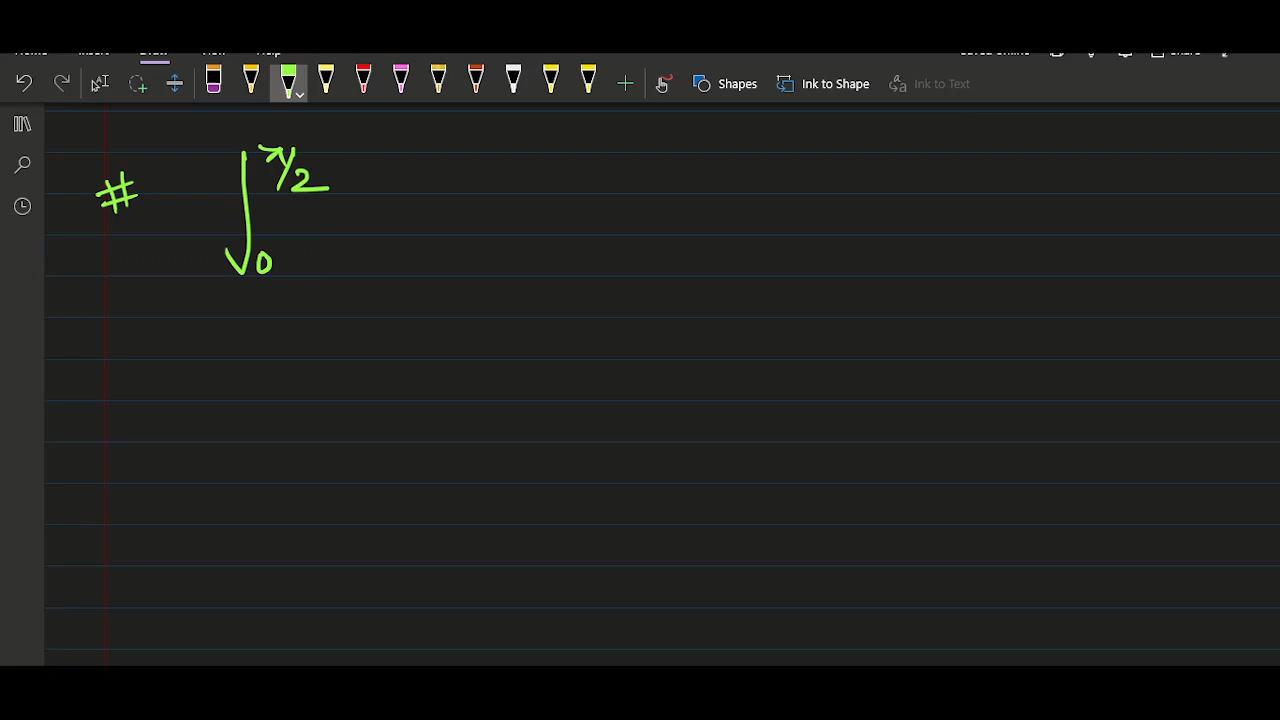 Shapes Ink to Shape Ink to Text
# ∫₀^π/2